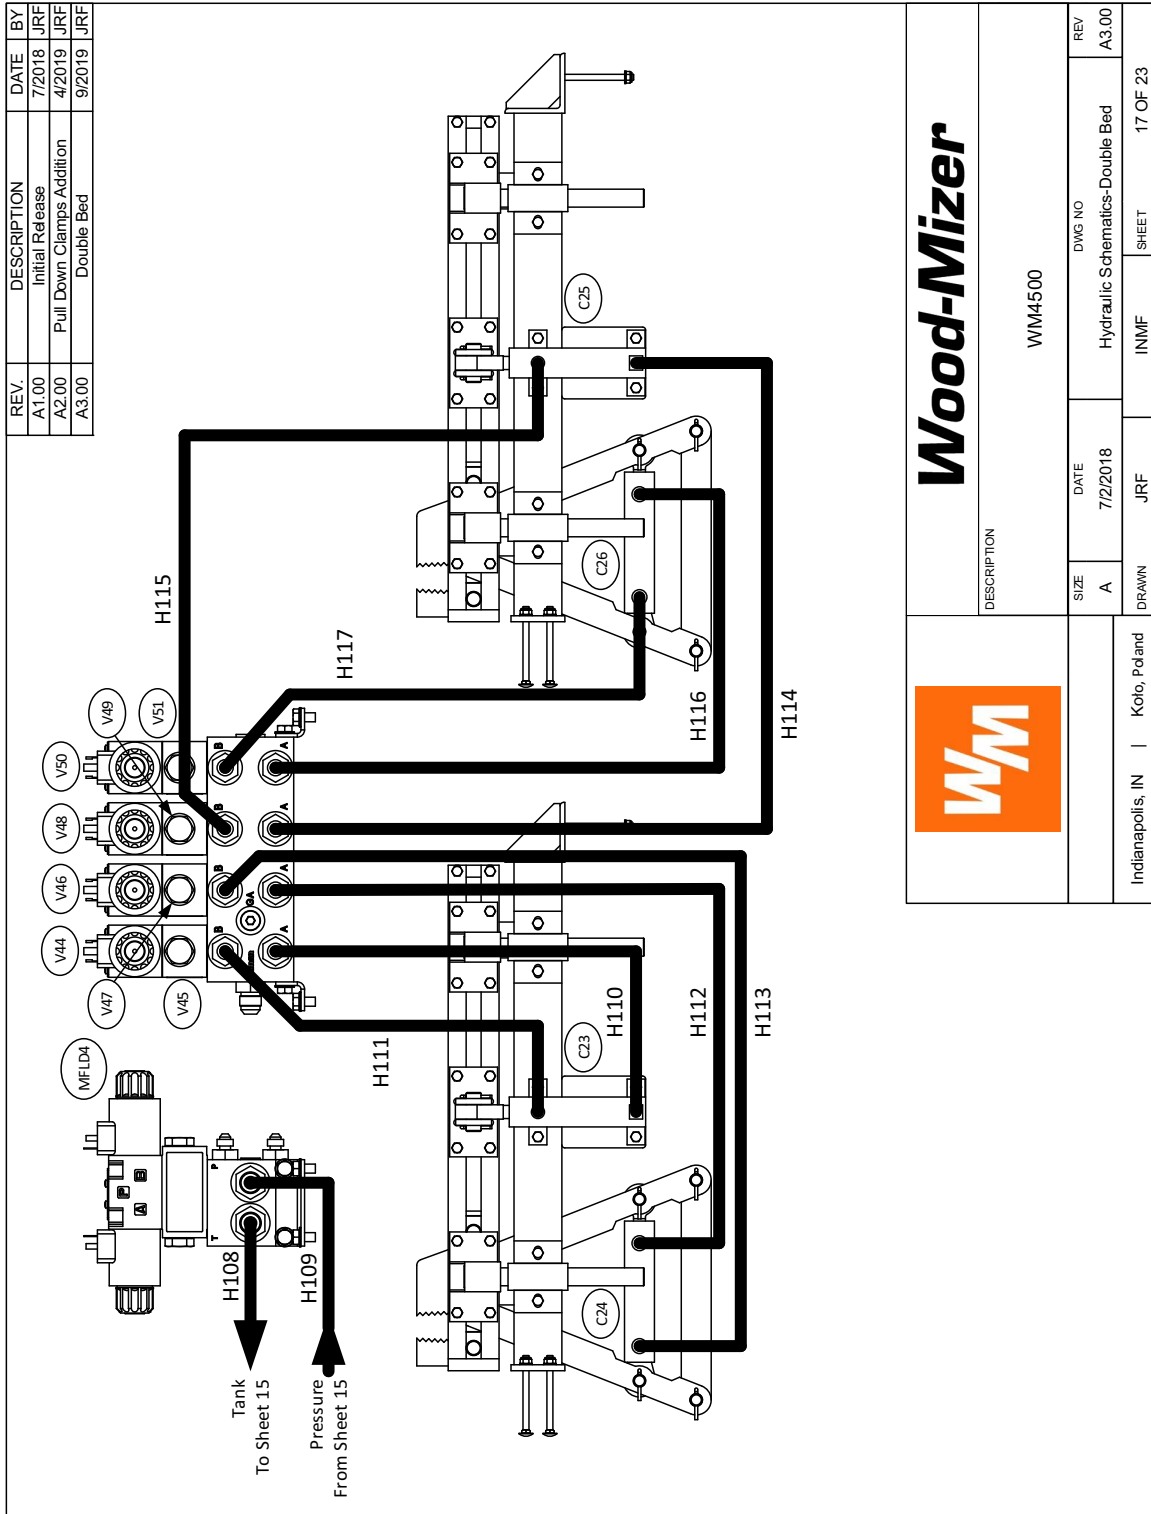 REV. DESCRIPTION DATE BY
A1.00 Initial Release 7/2018 JRF
A2.00 Pull Down Clamps Addition 4/2019 JRF
A3.00 Double Bed 9/2019 JRF
MFLD4
V47
V45
V44
V46
V48
V50
V49
V51
A P B
T P
B B B B
A A A A
GA
H108
H109
Tank
To Sheet 15
Pressure
From Sheet 15
H111
H110
H112
H113
H115
H117
H116
H114
C23
C24
C25
C26
WM
Wood-Mizer
DESCRIPTION
WM4500
SIZE DATE DWG NO REV
A 7/2/2018 Hydraulic Schematics-Double Bed A3.00
DRAWN JRF INMF SHEET 17 OF 23
Indianapolis, IN | Koło, Poland